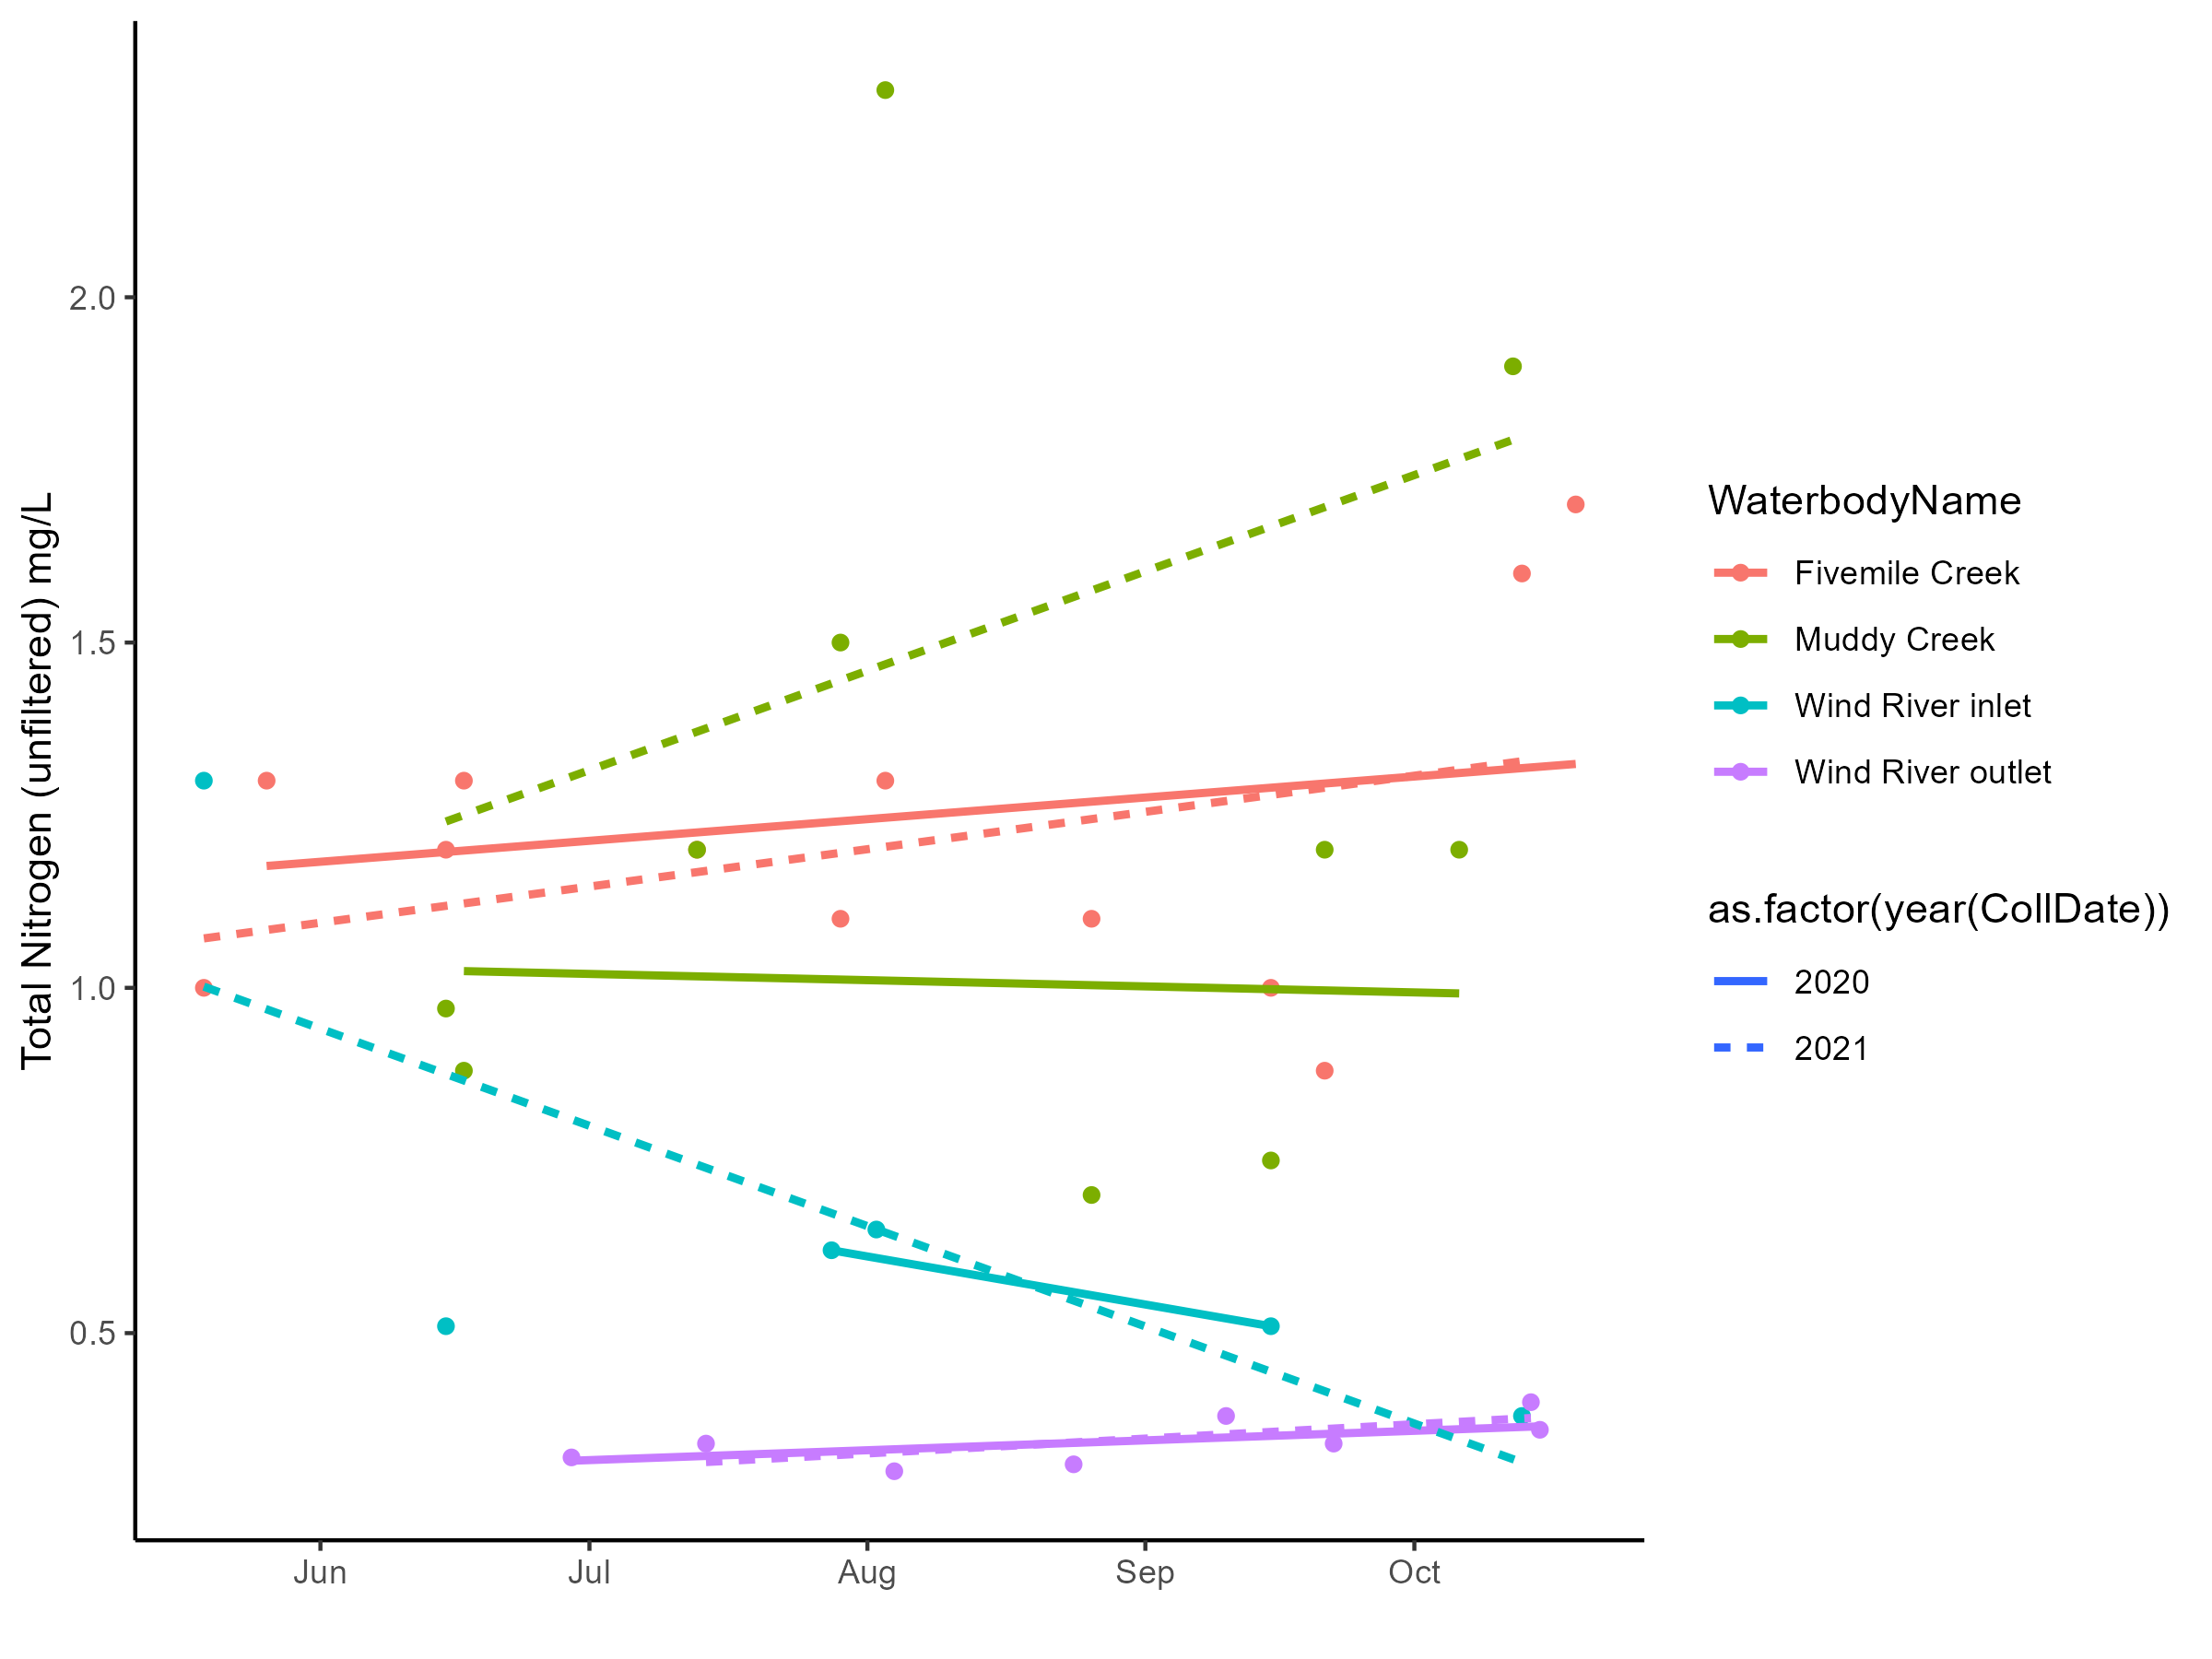 Total Nitrogen (unfiltered) mg/L
2.0
1.5
1.0
0.5
Jun
Jul
Aug
Sep
Oct
WaterbodyName
Fivemile Creek
Muddy Creek
Wind River inlet
Wind River outlet
as.factor(year(CollDate))
2020
2021